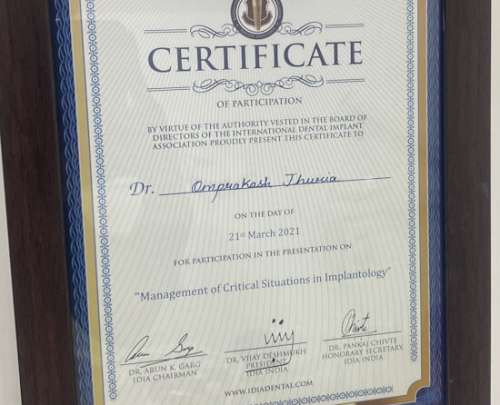 CERTIFICATE
OF PARTICIPATION
BY VIRTUE OF THE AUTHORITY VESTED IN THE BOARD OF
DIRECTORS OF THE INTERNATIONAL DENTAL IMPLANT
ASSOCIATION PROUDLY PRESENT THIS CERTIFICATE TO
Dr. Omprakash
ON THE DAY OF
21st March 2021
FOR PARTICIPATION IN THE PRESENTATION ON
"Management of Critical Situations in Implantology"
DR. ARUN K. GARG
IDIA CHAIRMAN
DR. VIJAY DESHMUKH
PRESIDENT
IDIA INDIA
DR. PANKAJ CHIVTE
HONORARY SECRETARY
IDIA INDIA
WWW.IDIADENTAL.COM